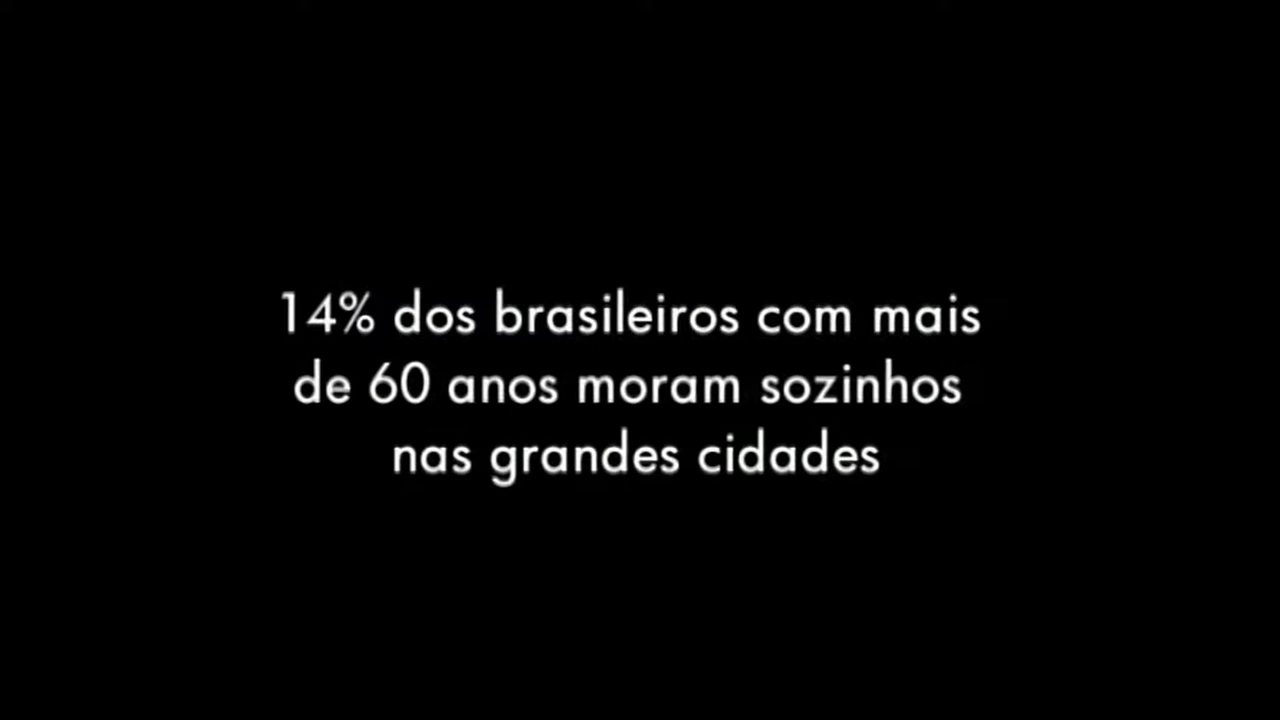 14% dos brasileiros com mais
de 60 anos moram sozinhos
nas grandes cidades